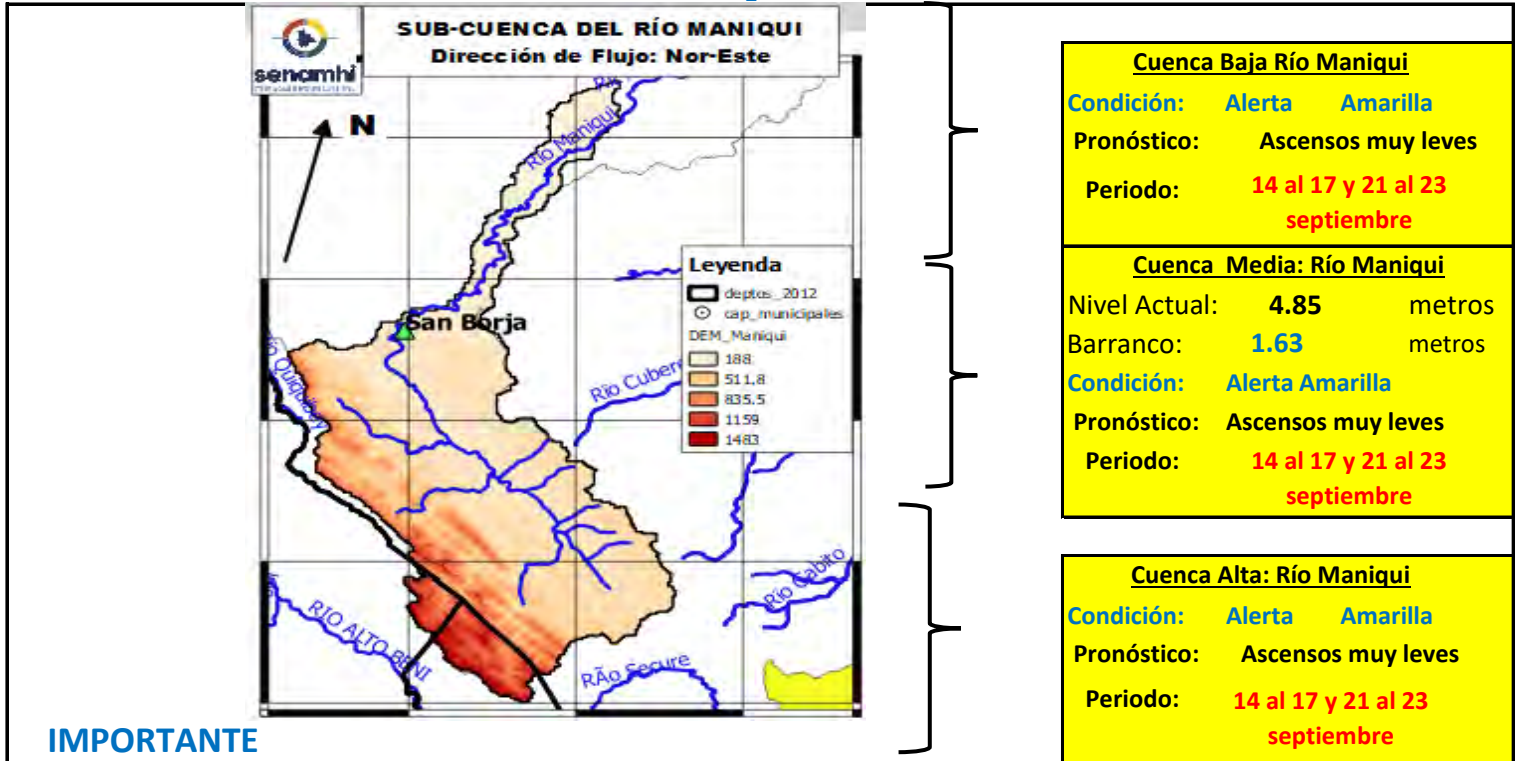 SUB-CUENCA DEL RÍO MANIQUI
Dirección de Flujo: Nor-Este
senamhi
N
Río Maniqui
San Borja
Río Quiquibey
Río Cubere
Río Cabito
RIO ALTO BENI
RÃo Secure
Leyenda
deptos_2012
cap_municipales
DEM_Maniqui
188
511.8
835.5
1159
1483
Cuenca Baja Río Maniqui
Condición: Alerta Amarilla
Pronóstico: Ascensos muy leves
Periodo: 14 al 17 y 21 al 23
septiembre
Cuenca Media: Río Maniqui
Nivel Actual: 4.85 metros
Barranco: 1.63 metros
Condición: Alerta Amarilla
Pronóstico: Ascensos muy leves
Periodo: 14 al 17 y 21 al 23
septiembre
Cuenca Alta: Río Maniqui
Condición: Alerta Amarilla
Pronóstico: Ascensos muy leves
Periodo: 14 al 17 y 21 al 23
septiembre
IMPORTANTE